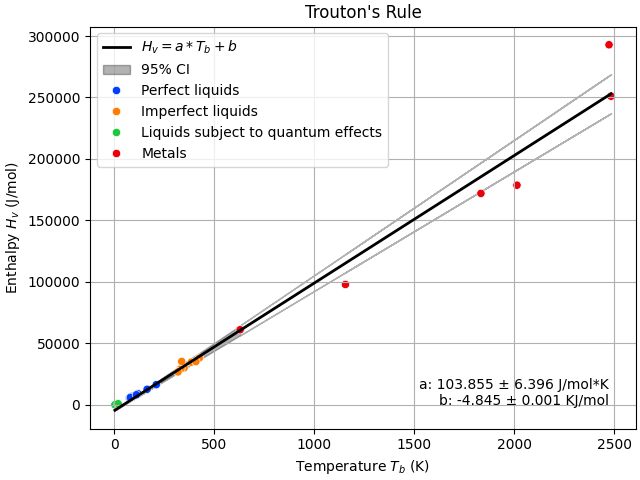 Trouton's Rule
300000
250000
200000
150000
100000
50000
0
Enthalpy H_v (J/mol)
H_v = a * T_b + b
95% CI
Perfect liquids
Imperfect liquids
Liquids subject to quantum effects
Metals
a: 103.855 ± 6.396 J/mol*K
b: -4.845 ± 0.001 KJ/mol
0 500 1000 1500 2000 2500
Temperature T_b (K)